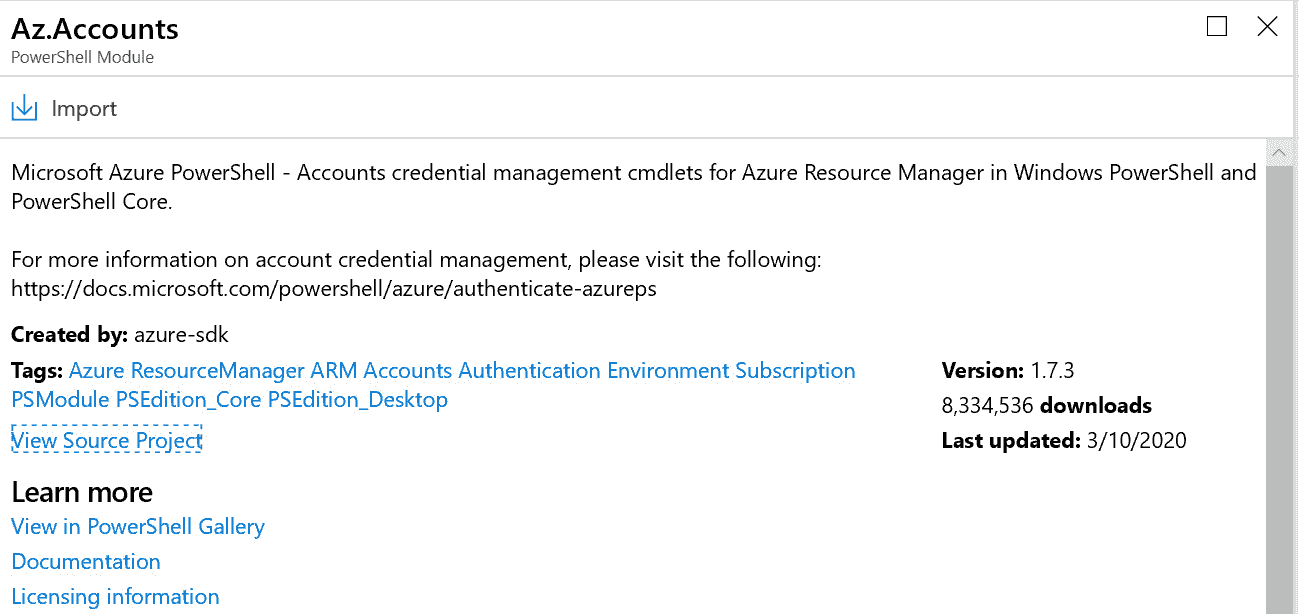 Az.Accounts
PowerShell Module
Import
Microsoft Azure PowerShell - Accounts credential management cmdlets for Azure Resource Manager in Windows PowerShell and
PowerShell Core.
For more information on account credential management, please visit the following:
https://docs.microsoft.com/powershell/azure/authenticate-azureps
Created by: azure-sdk
Tags: Azure ResourceManager ARM Accounts Authentication Environment Subscription
PSModule PSEdition_Core PSEdition_Desktop
View Source Project
Version: 1.7.3
8,334,536 downloads
Last updated: 3/10/2020
Learn more
View in PowerShell Gallery
Documentation
Licensing information